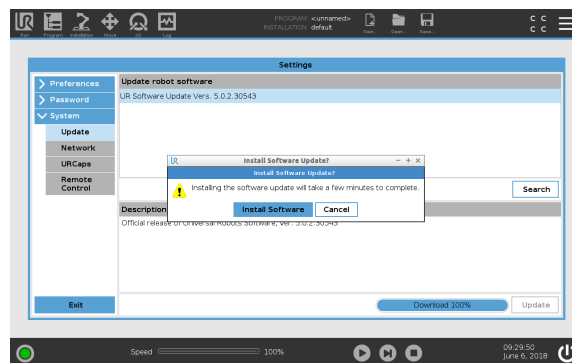 PROGRAM <unnamed>
INSTALLATION default
Run Program Installation Move I/O Log New... Open... Save...
C C
C C
Settings
Preferences
Password
System
Update
Network
URCaps
Remote
Control
Exit
Update robot software
UR Software Update Vers. 5.0.2.30543
Search
Description
Official release of Universal Robots Software, ver. 5.0.2.30543
Download 100%
Update
Install Software Update?
Install Software Update?
Installing the software update will take a few minutes to complete.
Install Software
Cancel
Speed 100%
09:29:50
June 6, 2018